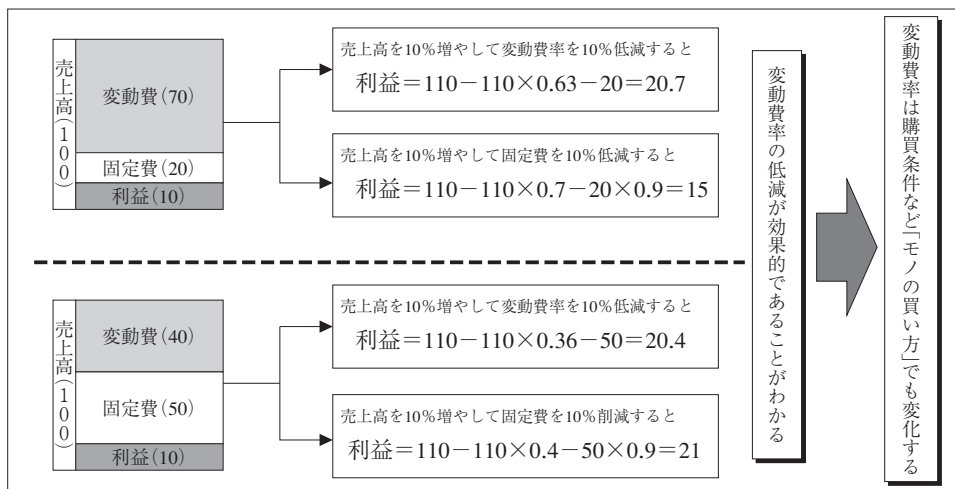 売上高(100)
変動費(70)
固定費(20)
利益(10)
売上高を10%増やして変動費率を10%低減すると
利益=110-110×0.63-20=20.7
売上高を10%増やして固定費を10%低減すると
利益=110-110×0.7-20×0.9=15
売上高(100)
変動費(40)
固定費(50)
利益(10)
売上高を10%増やして変動費率を10%低減すると
利益=110-110×0.36-50=20.4
売上高を10%増やして固定費を10%削減すると
利益=110-110×0.4-50×0.9=21
変動費率の低減が効果的であることがわかる
変動費率は購買条件など「モノの買い方」でも変化する